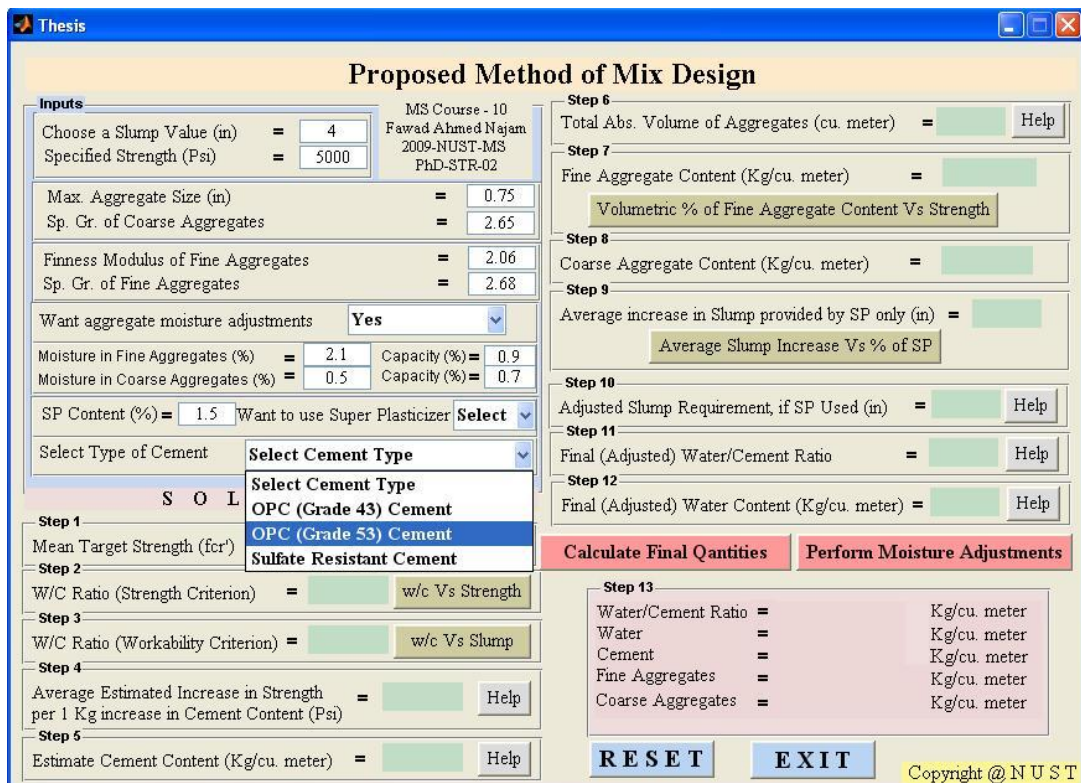 Thesis
Proposed Method of Mix Design
Inputs
Choose a Slump Value (in) = 4
Specified Strength (Psi) = 5000
MS Course - 10
Fawad Ahmed Najam
2009-NUST-MS
PhD-STR-02
Max. Aggregate Size (in) = 0.75
Sp. Gr. of Coarse Aggregates = 2.65
Finness Modulus of Fine Aggregates = 2.06
Sp. Gr. of Fine Aggregates = 2.68
Want aggregate moisture adjustments Yes
Moisture in Fine Aggregates (%) = 2.1 Capacity (%) = 0.9
Moisture in Coarse Aggregates (%) = 0.5 Capacity (%) = 0.7
SP Content (%) = 1.5 Want to use Super Plasticizer Select
Select Type of Cement Select Cement Type
Select Cement Type
OPC (Grade 43) Cement
OPC (Grade 53) Cement
Sulfate Resistant Cement
S O L
Step 1
Mean Target Strength (fcr')
Step 2
W/C Ratio (Strength Criterion) = w/c Vs Strength
Step 3
W/C Ratio (Workability Criterion) = w/c Vs Slump
Step 4
Average Estimated Increase in Strength
per 1 Kg increase in Cement Content (Psi) = Help
Step 5
Estimate Cement Content (Kg/cu. meter) = Help
Step 6
Total Abs. Volume of Aggregates (cu. meter) = Help
Step 7
Fine Aggregate Content (Kg/cu. meter) =
Volumetric % of Fine Aggregate Content Vs Strength
Step 8
Coarse Aggregate Content (Kg/cu. meter) =
Step 9
Average increase in Slump provided by SP only (in) =
Average Slump Increase Vs % of SP
Step 10
Adjusted Slump Requirement, if SP Used (in) = Help
Step 11
Final (Adjusted) Water/Cement Ratio = Help
Step 12
Final (Adjusted) Water Content (Kg/cu. meter) = Help
Calculate Final Qantities Perform Moisture Adjustments
Step 13
Water/Cement Ratio = Kg/cu. meter
Water = Kg/cu. meter
Cement = Kg/cu. meter
Fine Aggregates = Kg/cu. meter
Coarse Aggregates = Kg/cu. meter
R E S E T E X I T
Copyright @ N U S T